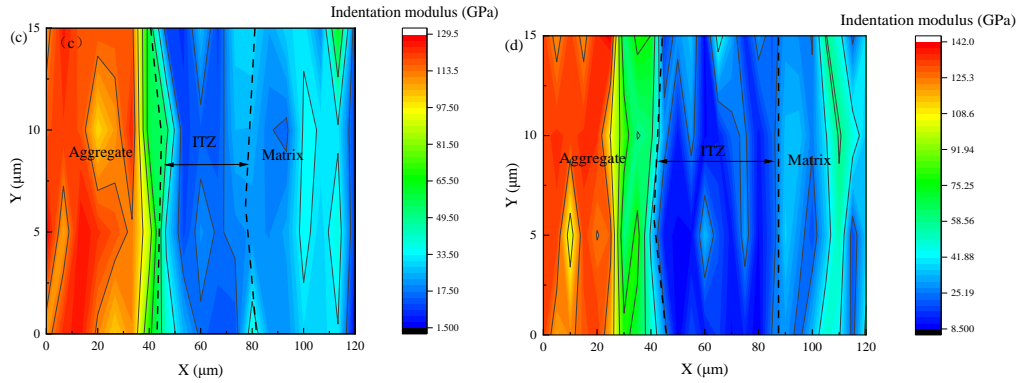 Indentation modulus (GPa)
(c) (c)
15
10
5
0
Y (μm)
Aggregate
ITZ
Matrix
0 20 40 60 80 100 120
X (μm)
129.5
113.5
97.50
81.50
65.50
49.50
33.50
17.50
1.500
Indentation modulus (GPa)
(d)
15
10
5
0
Y (μm)
Aggregate
ITZ
Matrix
0 20 40 60 80 100 120
X (μm)
142.0
125.3
108.6
91.94
75.25
58.56
41.88
25.19
8.500